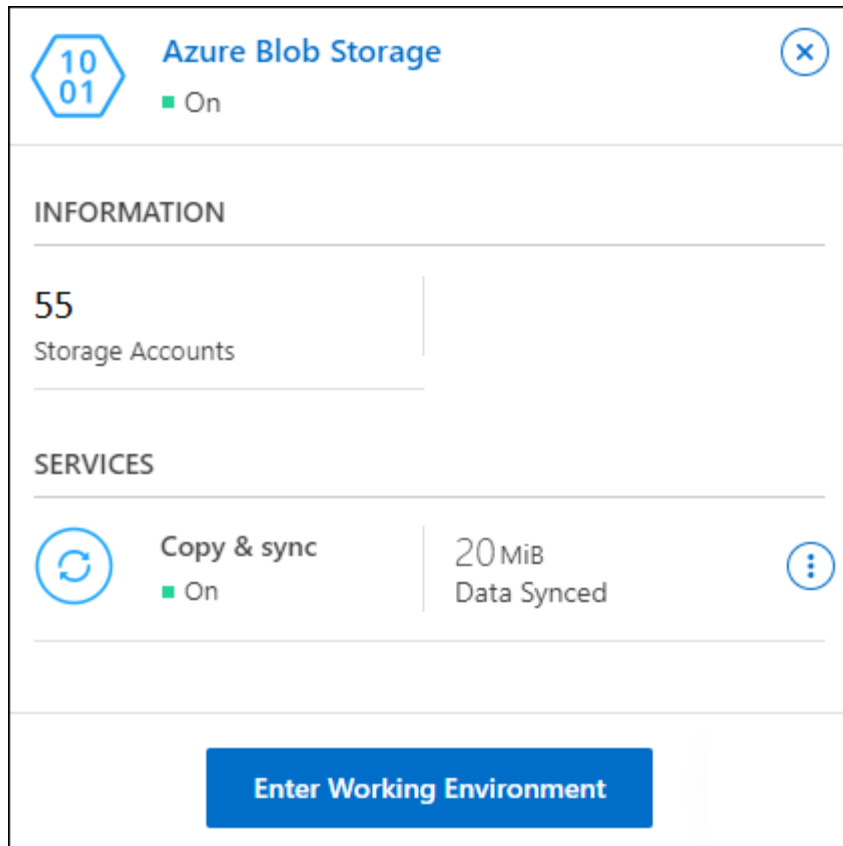 10
01
Azure Blob Storage
On
INFORMATION
55
Storage Accounts
SERVICES
Copy & sync
On
20 MiB
Data Synced
Enter Working Environment